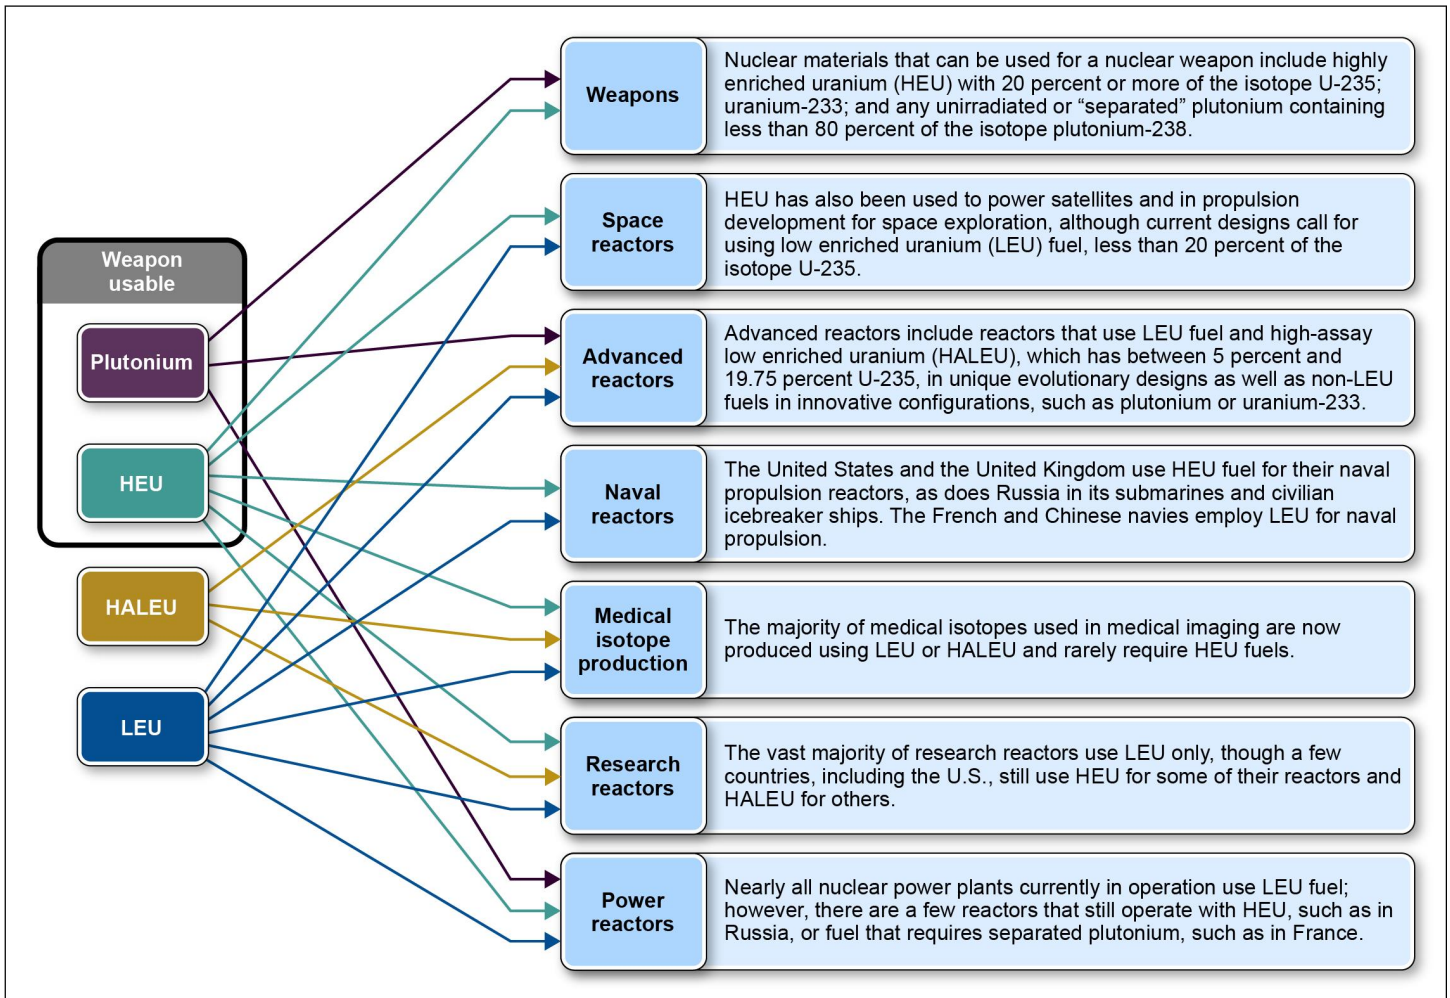 Weapon
usable
Plutonium
HEU
HALEU
LEU
Weapons
Nuclear materials that can be used for a nuclear weapon include highly
enriched uranium (HEU) with 20 percent or more of the isotope U-235;
uranium-233; and any unirradiated or “separated” plutonium containing
less than 80 percent of the isotope plutonium-238.
Space
reactors
HEU has also been used to power satellites and in propulsion
development for space exploration, although current designs call for
using low enriched uranium (LEU) fuel, less than 20 percent of the
isotope U-235.
Advanced
reactors
Advanced reactors include reactors that use LEU fuel and high-assay
low enriched uranium (HALEU), which has between 5 percent and
19.75 percent U-235, in unique evolutionary designs as well as non-LEU
fuels in innovative configurations, such as plutonium or uranium-233.
Naval
reactors
The United States and the United Kingdom use HEU fuel for their naval
propulsion reactors, as does Russia in its submarines and civilian
icebreaker ships. The French and Chinese navies employ LEU for naval
propulsion.
Medical
isotope
production
The majority of medical isotopes used in medical imaging are now
produced using LEU or HALEU and rarely require HEU fuels.
Research
reactors
The vast majority of research reactors use LEU only, though a few
countries, including the U.S., still use HEU for some of their reactors and
HALEU for others.
Power
reactors
Nearly all nuclear power plants currently in operation use LEU fuel;
however, there are a few reactors that still operate with HEU, such as in
Russia, or fuel that requires separated plutonium, such as in France.